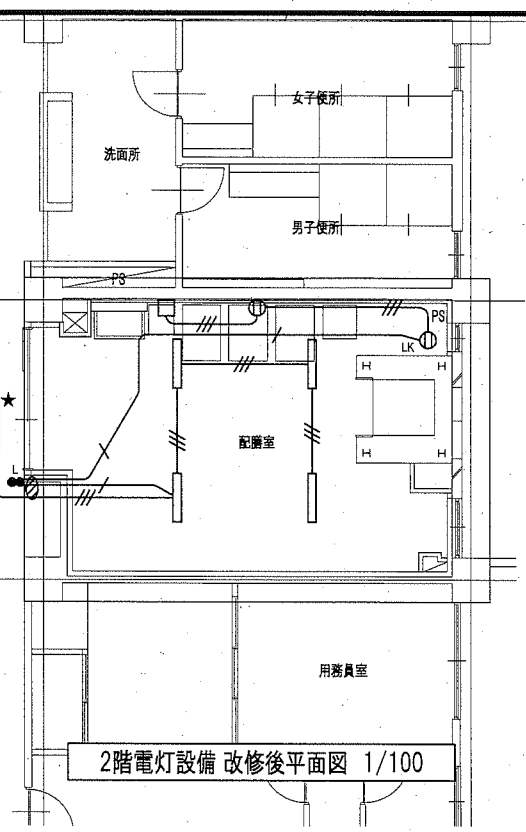 女子便所
洗面所
男子便所
PS
PS
LK
H H
★
配膳室
L
H H
用務員室
2階電灯設備 改修後平面図 1/100